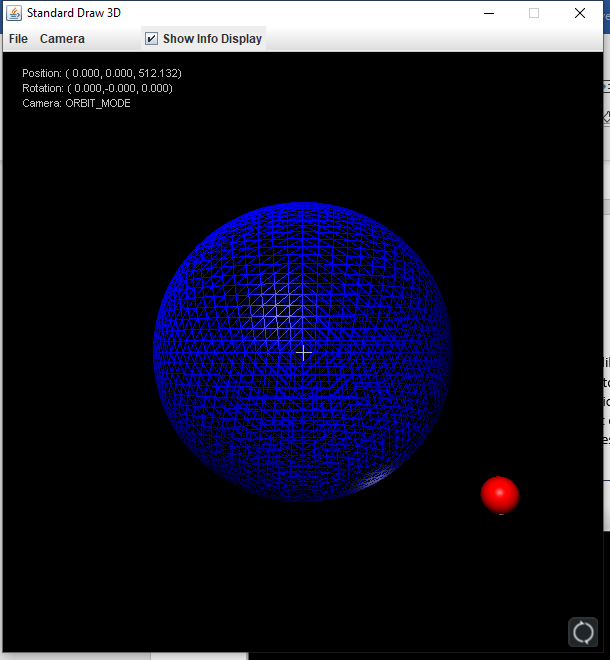 Standard Draw 3D
File Camera Show Info Display
Position: ( 0.000, 0.000, 512.132)
Rotation: ( 0.000,-0.000, 0.000)
Camera: ORBIT_MODE